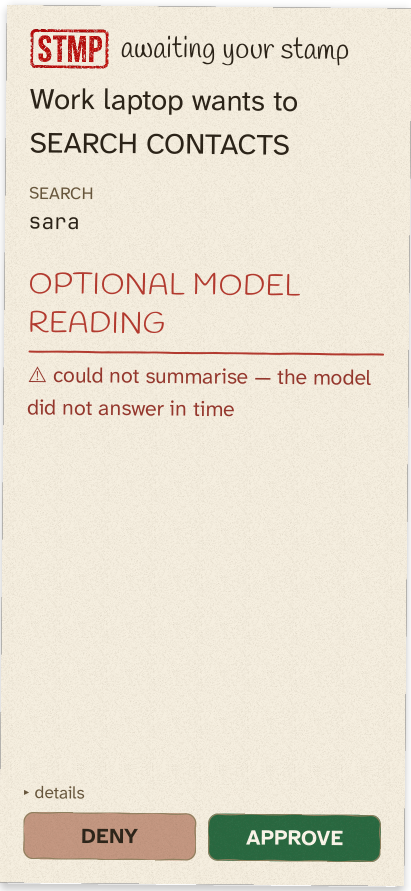 STMP awaiting your stamp
Work laptop wants to
SEARCH CONTACTS
SEARCH
sara
OPTIONAL MODEL
READING
⚠ could not summarise — the model
did not answer in time
▸ details
DENY APPROVE